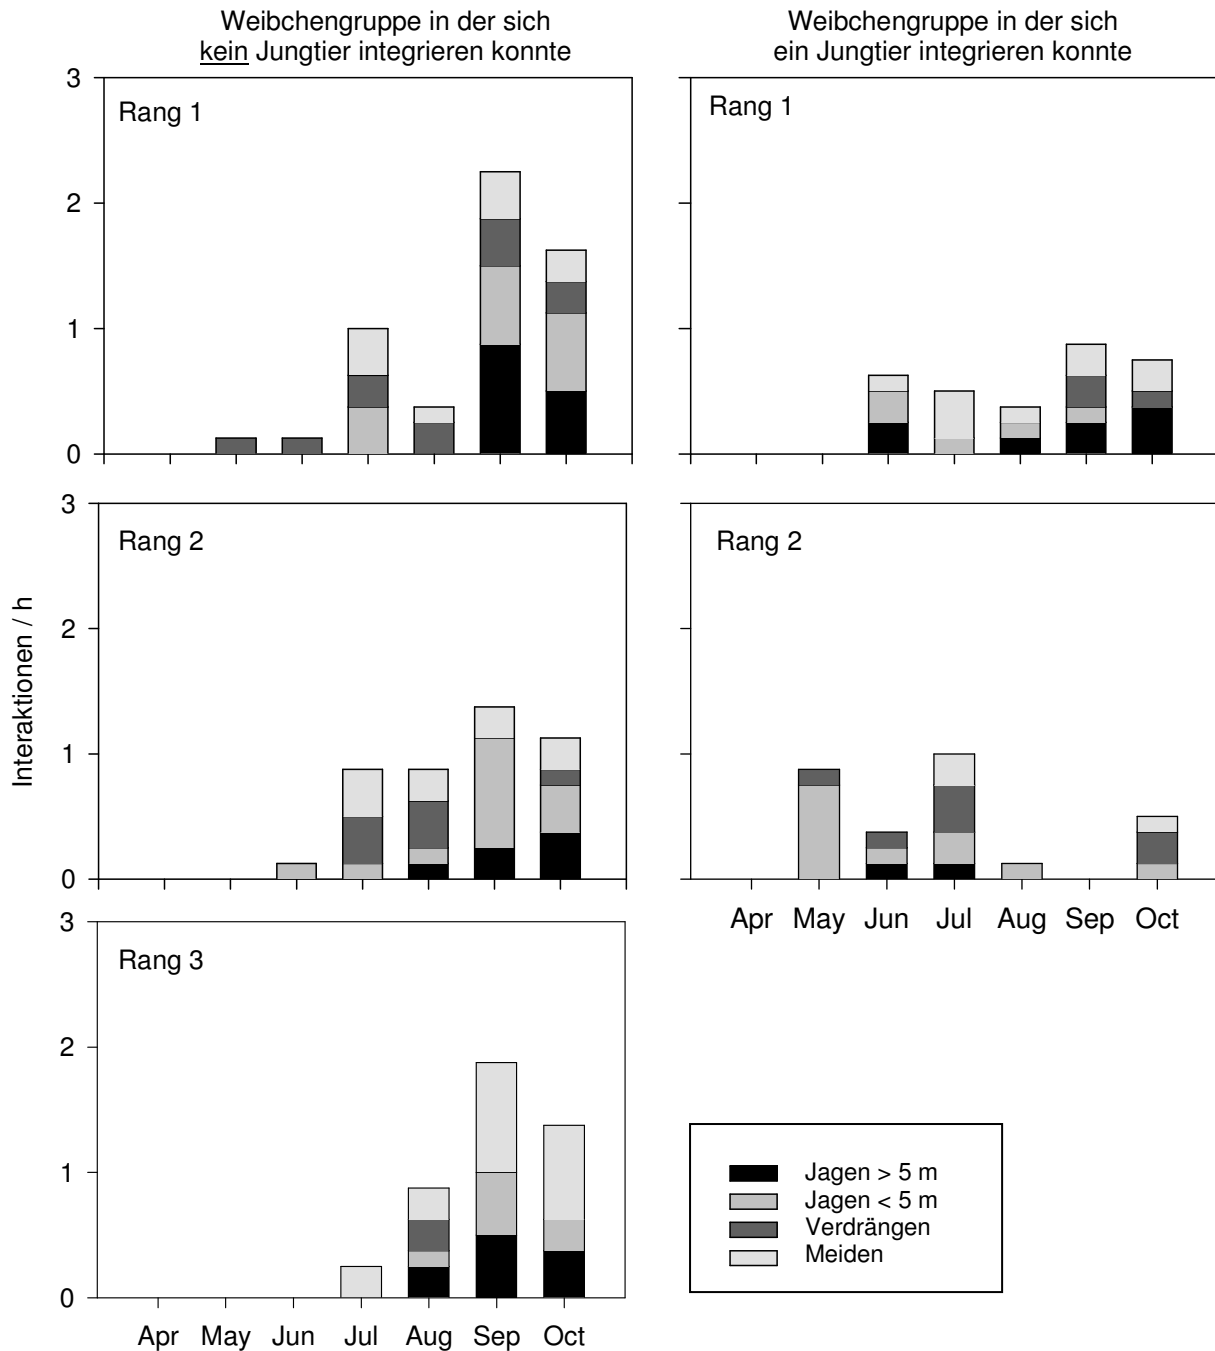 Weibchengruppe in der sich
kein Jungtier integrieren konnte
Weibchengruppe in der sich
ein Jungtier integrieren konnte
3
2
1
0
Rang 1
Rang 1
Interaktionen / h
3
2
1
0
Rang 2
Rang 2
Apr May Jun Jul Aug Sep Oct
3
2
1
0
Rang 3
Apr May Jun Jul Aug Sep Oct
Jagen > 5 m
Jagen < 5 m
Verdrängen
Meiden